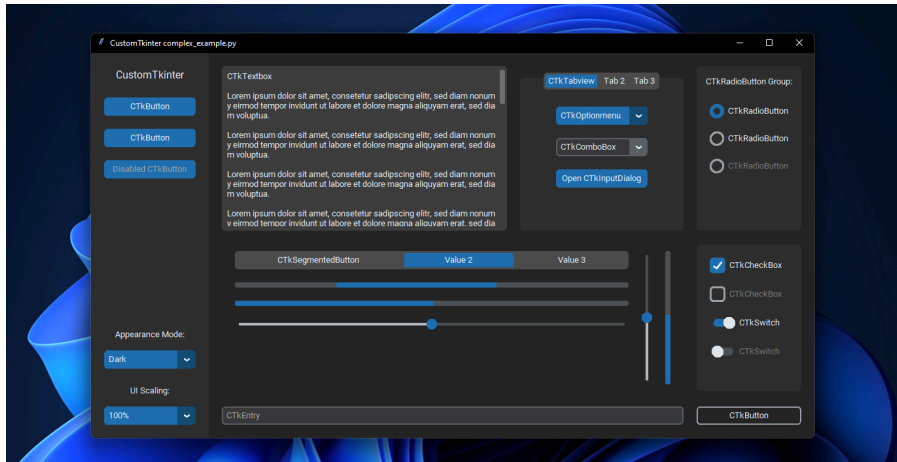 CustomTkinter complex_example.py
CustomTkinter
CTkButton
CTkButton
Disabled CTkButton
Appearance Mode:
Dark
UI Scaling:
100%
CTkTextbox
Lorem ipsum dolor sit amet, consetetur sadipscing elitr, sed diam nonum
y eirmod tempor invidunt ut labore et dolore magna aliquyam erat, sed dia
m voluptua.
Lorem ipsum dolor sit amet, consetetur sadipscing elitr, sed diam nonum
y eirmod tempor invidunt ut labore et dolore magna aliquyam erat, sed dia
m voluptua.
Lorem ipsum dolor sit amet, consetetur sadipscing elitr, sed diam nonum
y eirmod tempor invidunt ut labore et dolore magna aliquyam erat, sed dia
m voluptua.
Lorem ipsum dolor sit amet, consetetur sadipscing elitr, sed diam nonum
y eirmod tempor invidunt ut labore et dolore magna aliquyam erat, sed dia
CTkTabview Tab 2 Tab 3
CTkOptionmenu
CTkComboBox
Open CTkInputDialog
CTkRadioButton Group:
CTkRadioButton
CTkRadioButton
CTkRadioButton
CTkSegmentedButton Value 2 Value 3
CTkCheckBox
CTkCheckBox
CTkSwitch
CTkSwitch
CTkEntry
CTkButton